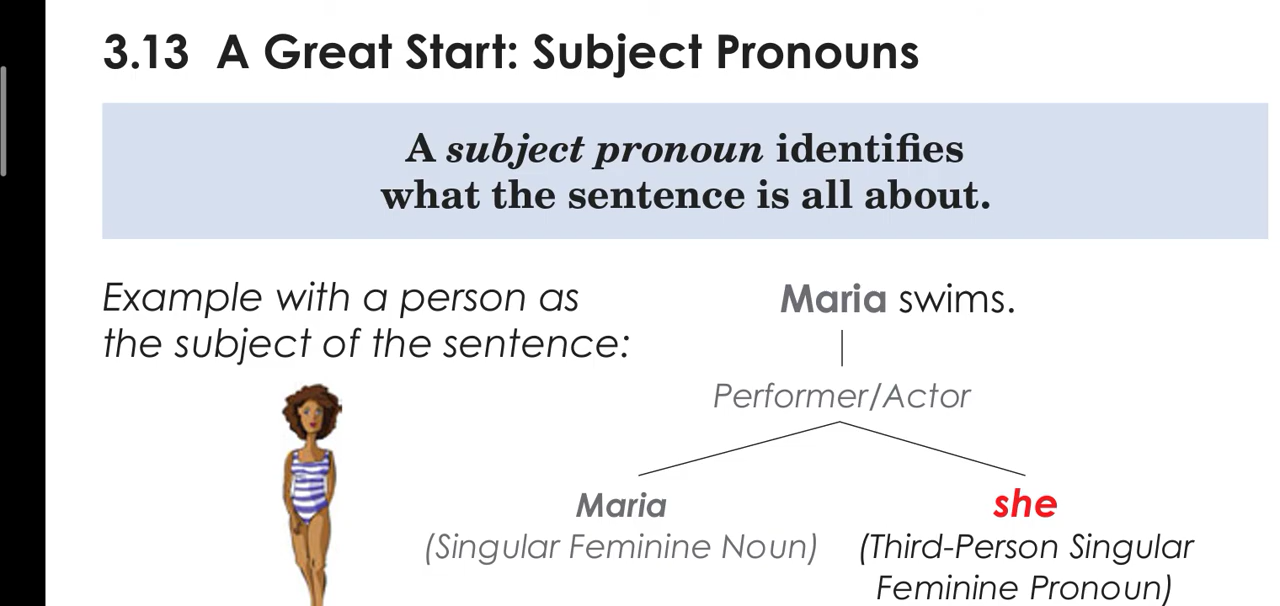 3.13 A Great Start: Subject Pronouns
A subject pronoun identifies
what the sentence is all about.
Example with a person as
the subject of the sentence:
Maria swims.
Performer/Actor
Maria
(Singular Feminine Noun)
she
(Third-Person Singular
Feminine Pronoun)